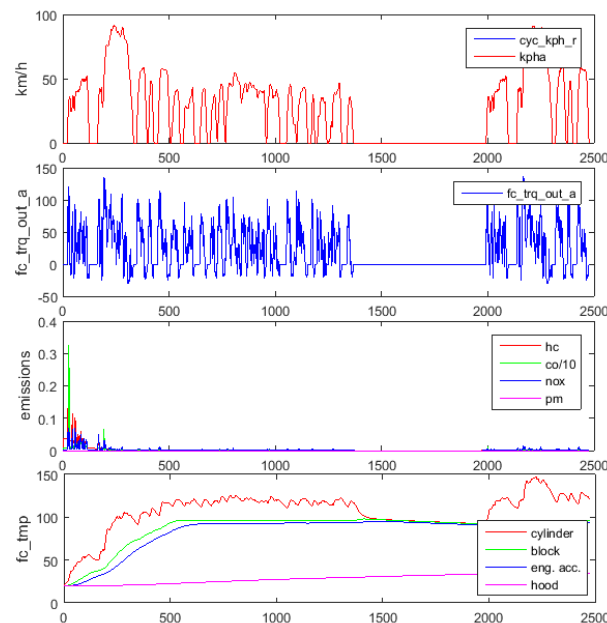 100
50
0
km/h
0
500
1000
1500
2000
2500
cyc_kph_r
kpha
150
100
50
0
-50
fc_trq_out_a
0
500
1000
1500
2000
2500
fc_trq_out_a
0.4
0.3
0.2
0.1
0
emissions
0
500
1000
1500
2000
2500
hc
co/10
nox
pm
150
100
50
0
fc_tmp
0
500
1000
1500
2000
2500
cylinder
block
eng. acc.
hood